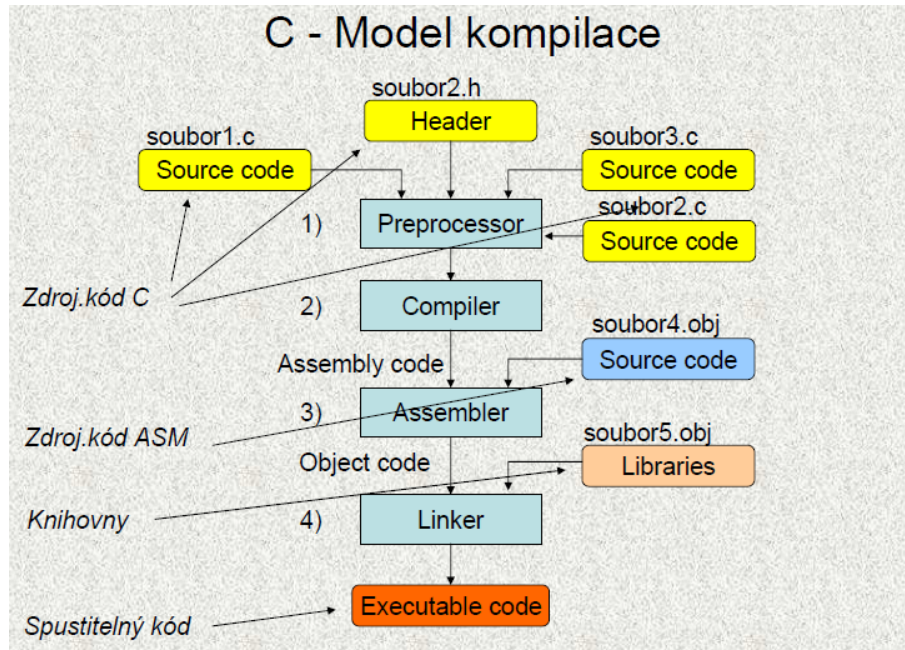 C - Model kompilace
soubor2.h
Header
soubor1.c
Source code
soubor3.c
Source code
1)
Preprocessor
soubor2.c
Source code
Zdroj.kód C
2)
Compiler
soubor4.obj
Source code
Assembly code
3)
Assembler
Zdroj.kód ASM
soubor5.obj
Libraries
Object code
Knihovny
4)
Linker
Executable code
Spustitelný kód